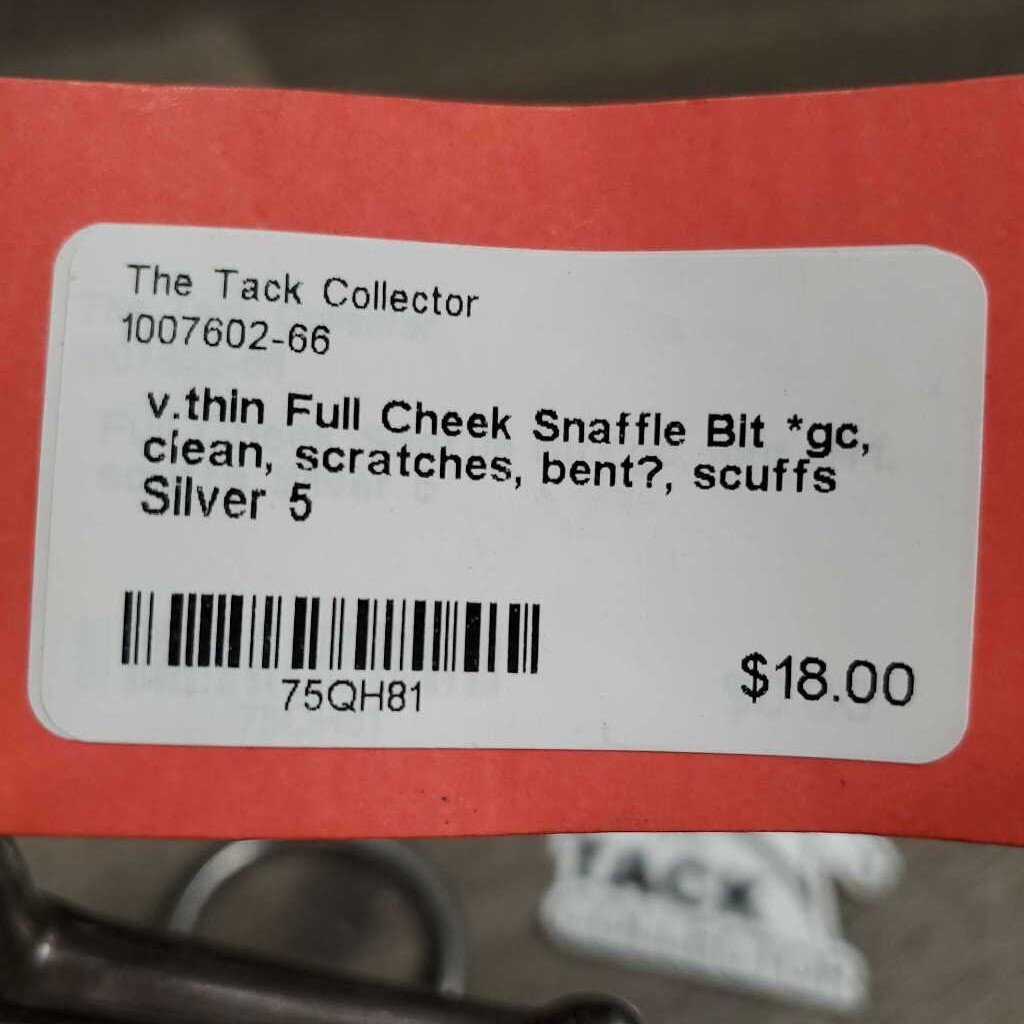 The Tack Collector
1007602-66
v.thin Full Cheek Snaffle Bit *gc,
clean, scratches, bent?, scuffs
Silver 5
75QH81
$18.00
TACK